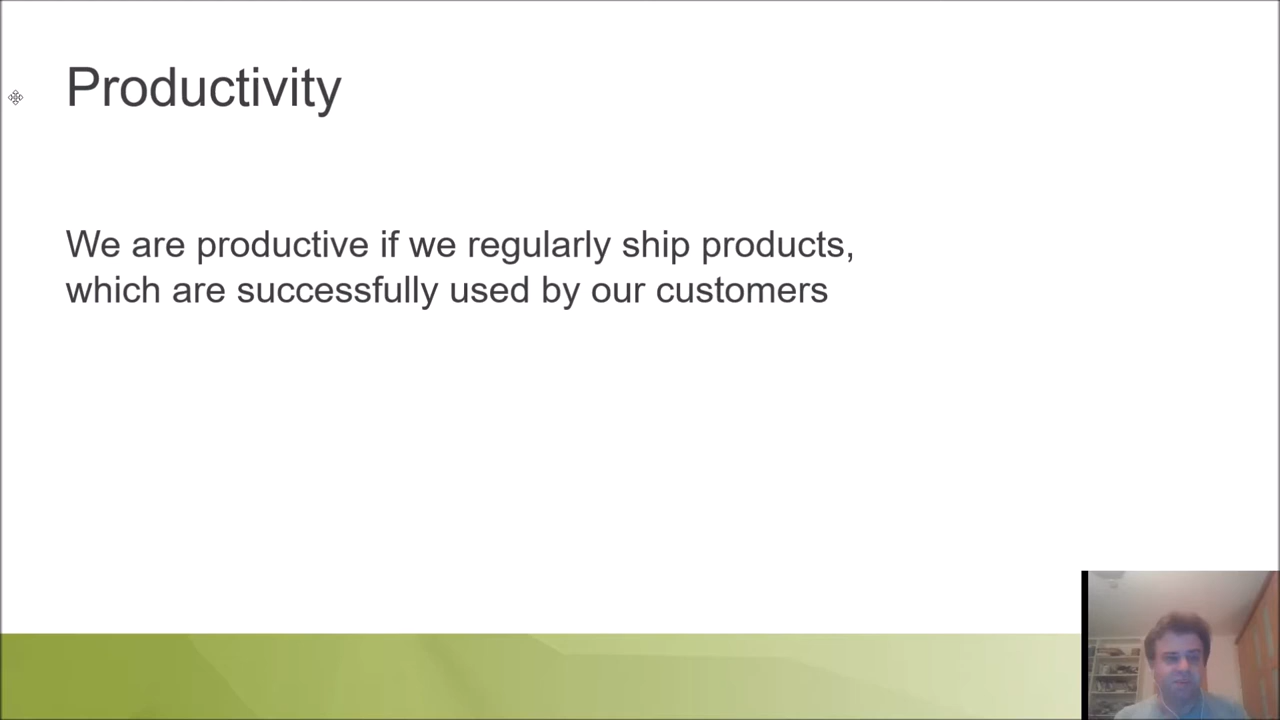 Productivity
We are productive if we regularly ship products,
which are successfully used by our customers